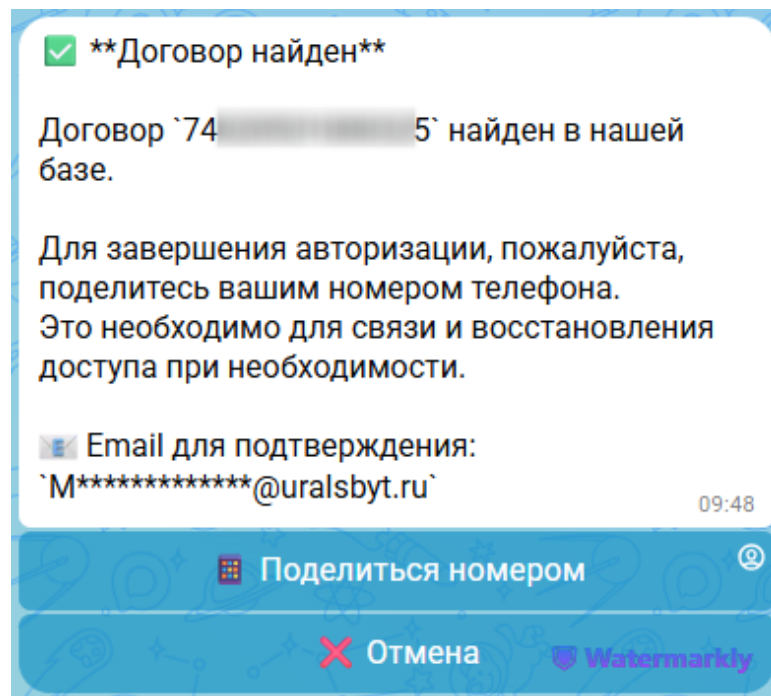 ✅ **Договор найден**
Договор `74 5` найден в нашей
базе.
Для завершения авторизации, пожалуйста,
поделитесь вашим номером телефона.
Это необходимо для связи и восстановления
доступа при необходимости.
📧 Email для подтверждения:
`M*************@uralsbyt.ru`
09:48
Поделиться номером
❌ Отмена
Watermarkly